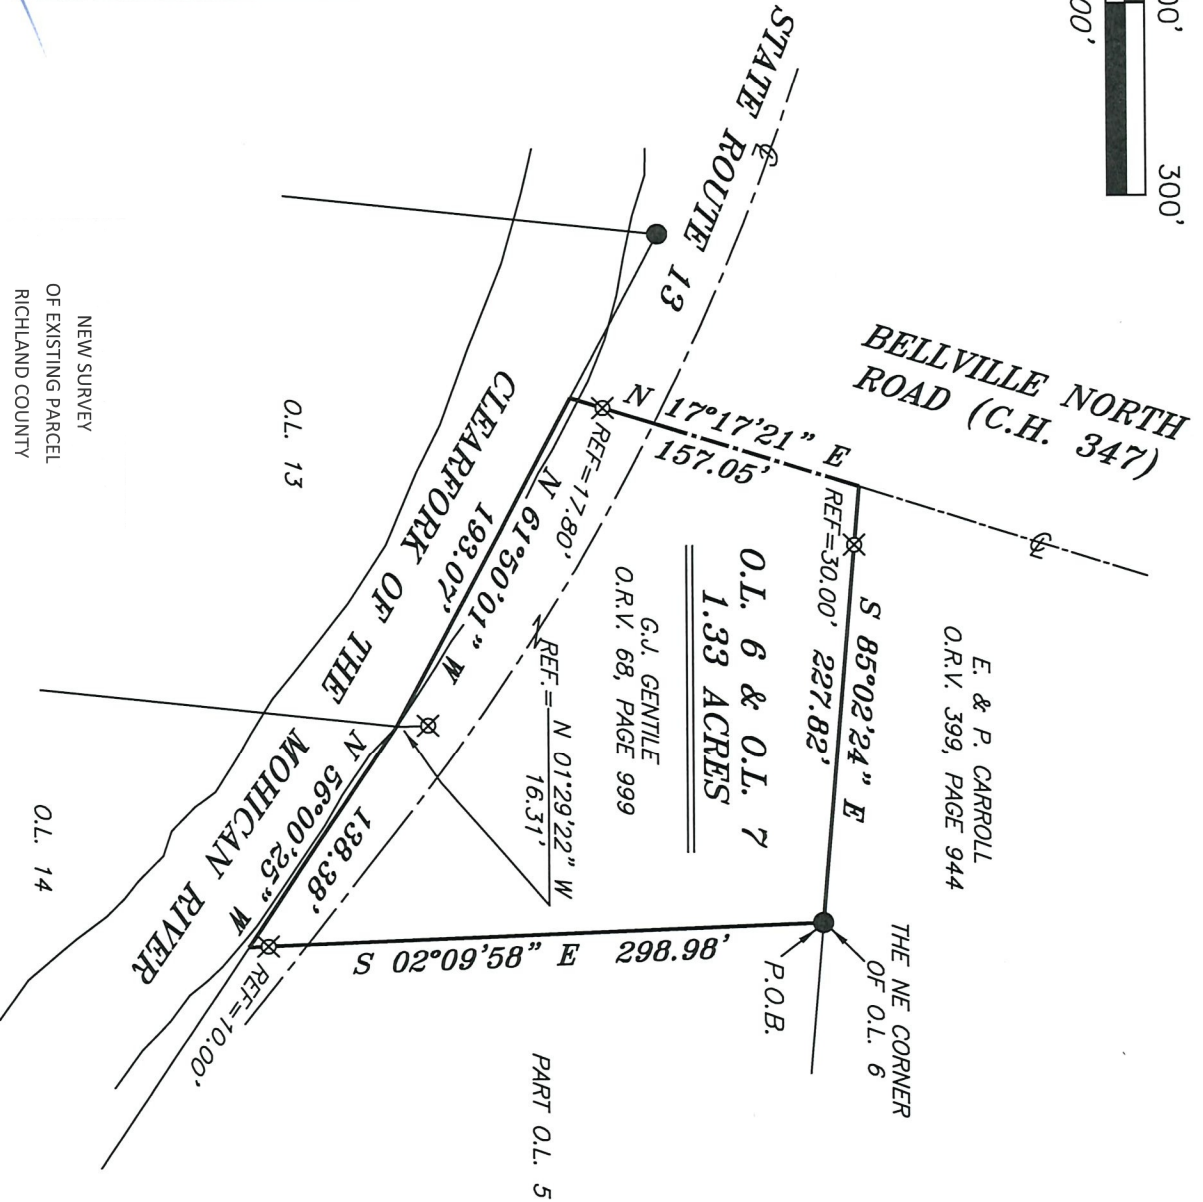 00'
300'
00'
STATE ROUTE 13
℄
BELLVILLE NORTH
ROAD (C.H. 347)
℄
N 17°17'21" E
157.05'
REF=17.80'
REF=30.00'
S 85°02'24" E
227.82'
E. & P. CARROLL
O.R.V. 399, PAGE 944
O.L. 6 & O.L. 7
1.33 ACRES
G.J. GENTILE
O.R.V. 68, PAGE 999
THE NE CORNER
OF O.L. 6
P.O.B.
S 02°09'58" E 298.98'
N 61°50'01" W
193.07'
REF.= N 01°29'22" W
16.31'
N 56°00'25" W
138.38'
REF=10.00'
CLEARFORK OF THE
MOHICAN RIVER
O.L. 13
O.L. 14
PART O.L. 5
NEW SURVEY
OF EXISTING PARCEL
RICHLAND COUNTY